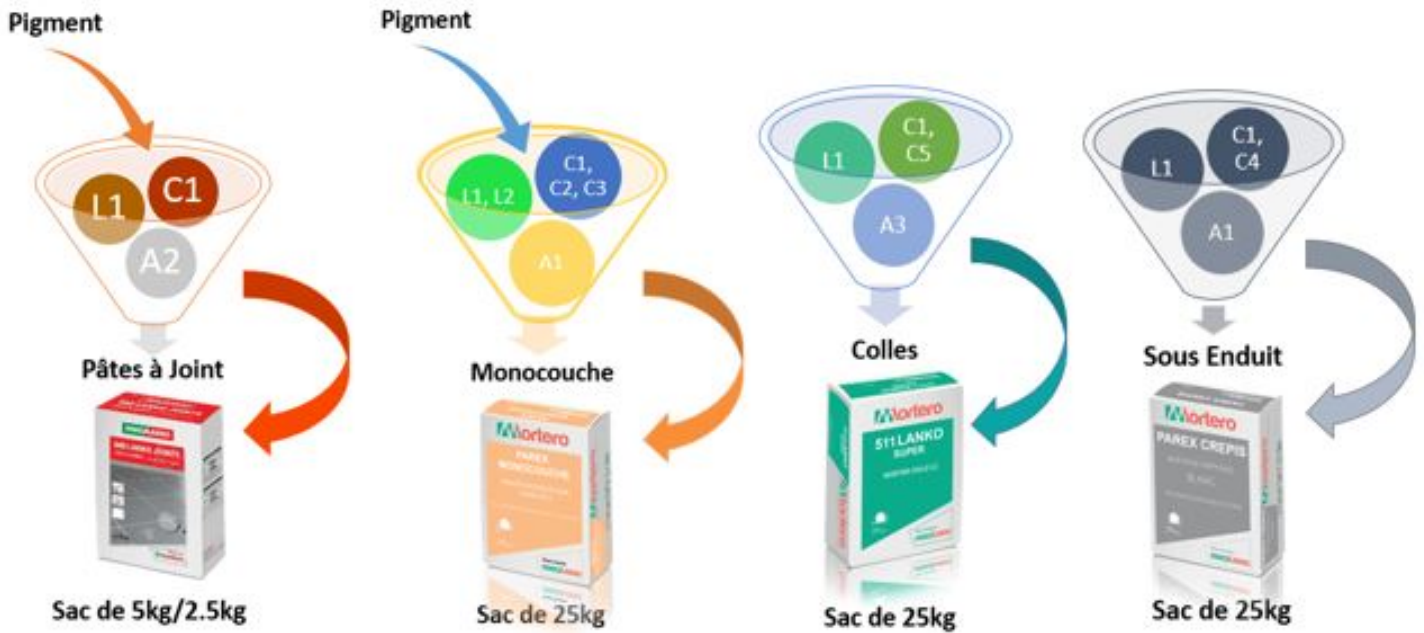 Pigment
L1
C1
A2
Pâtes à Joint
Sac de 5kg/2.5kg
Pigment
L1, L2
C1,
C2, C3
A1
Monocouche
Mortero
PAREX
MONOCOUCHE
Sac de 25kg
L1
C1,
C5
A3
Colles
Mortero
511 LANKO
SUPER
Sac de 25kg
L1
C1,
C4
A1
Sous Enduit
Mortero
PAREX CREPIS
Sac de 25kg